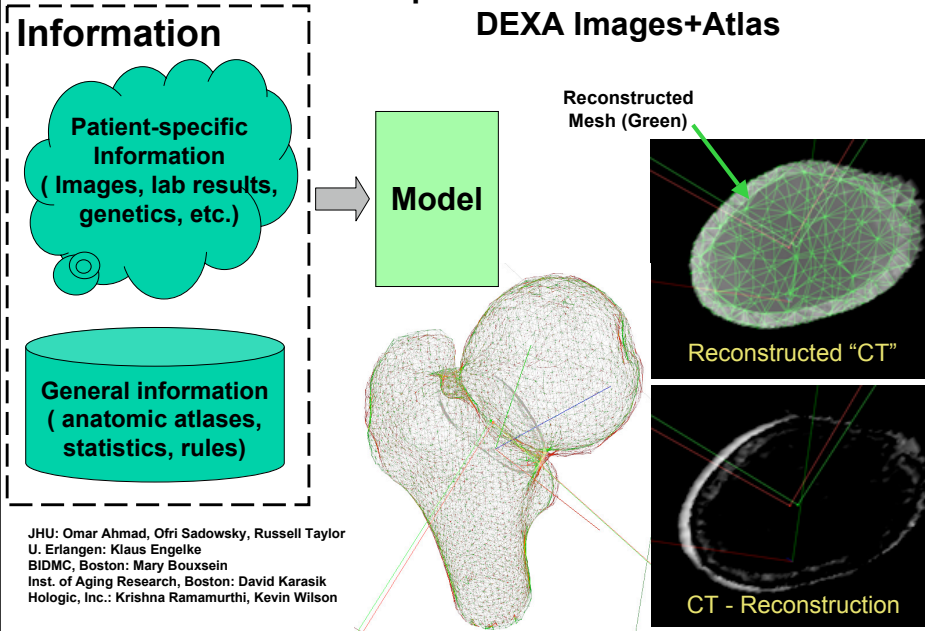 Information
DEXA Images+Atlas
Patient-specific
Information
( Images, lab results,
genetics, etc.)
Model
Reconstructed
Mesh (Green)
Reconstructed “CT”
General information
( anatomic atlases,
statistics, rules)
CT - Reconstruction
JHU: Omar Ahmad, Ofri Sadowsky, Russell Taylor
U. Erlangen: Klaus Engelke
BIDMC, Boston: Mary Bouxsein
Inst. of Aging Research, Boston: David Karasik
Hologic, Inc.: Krishna Ramamurthi, Kevin Wilson